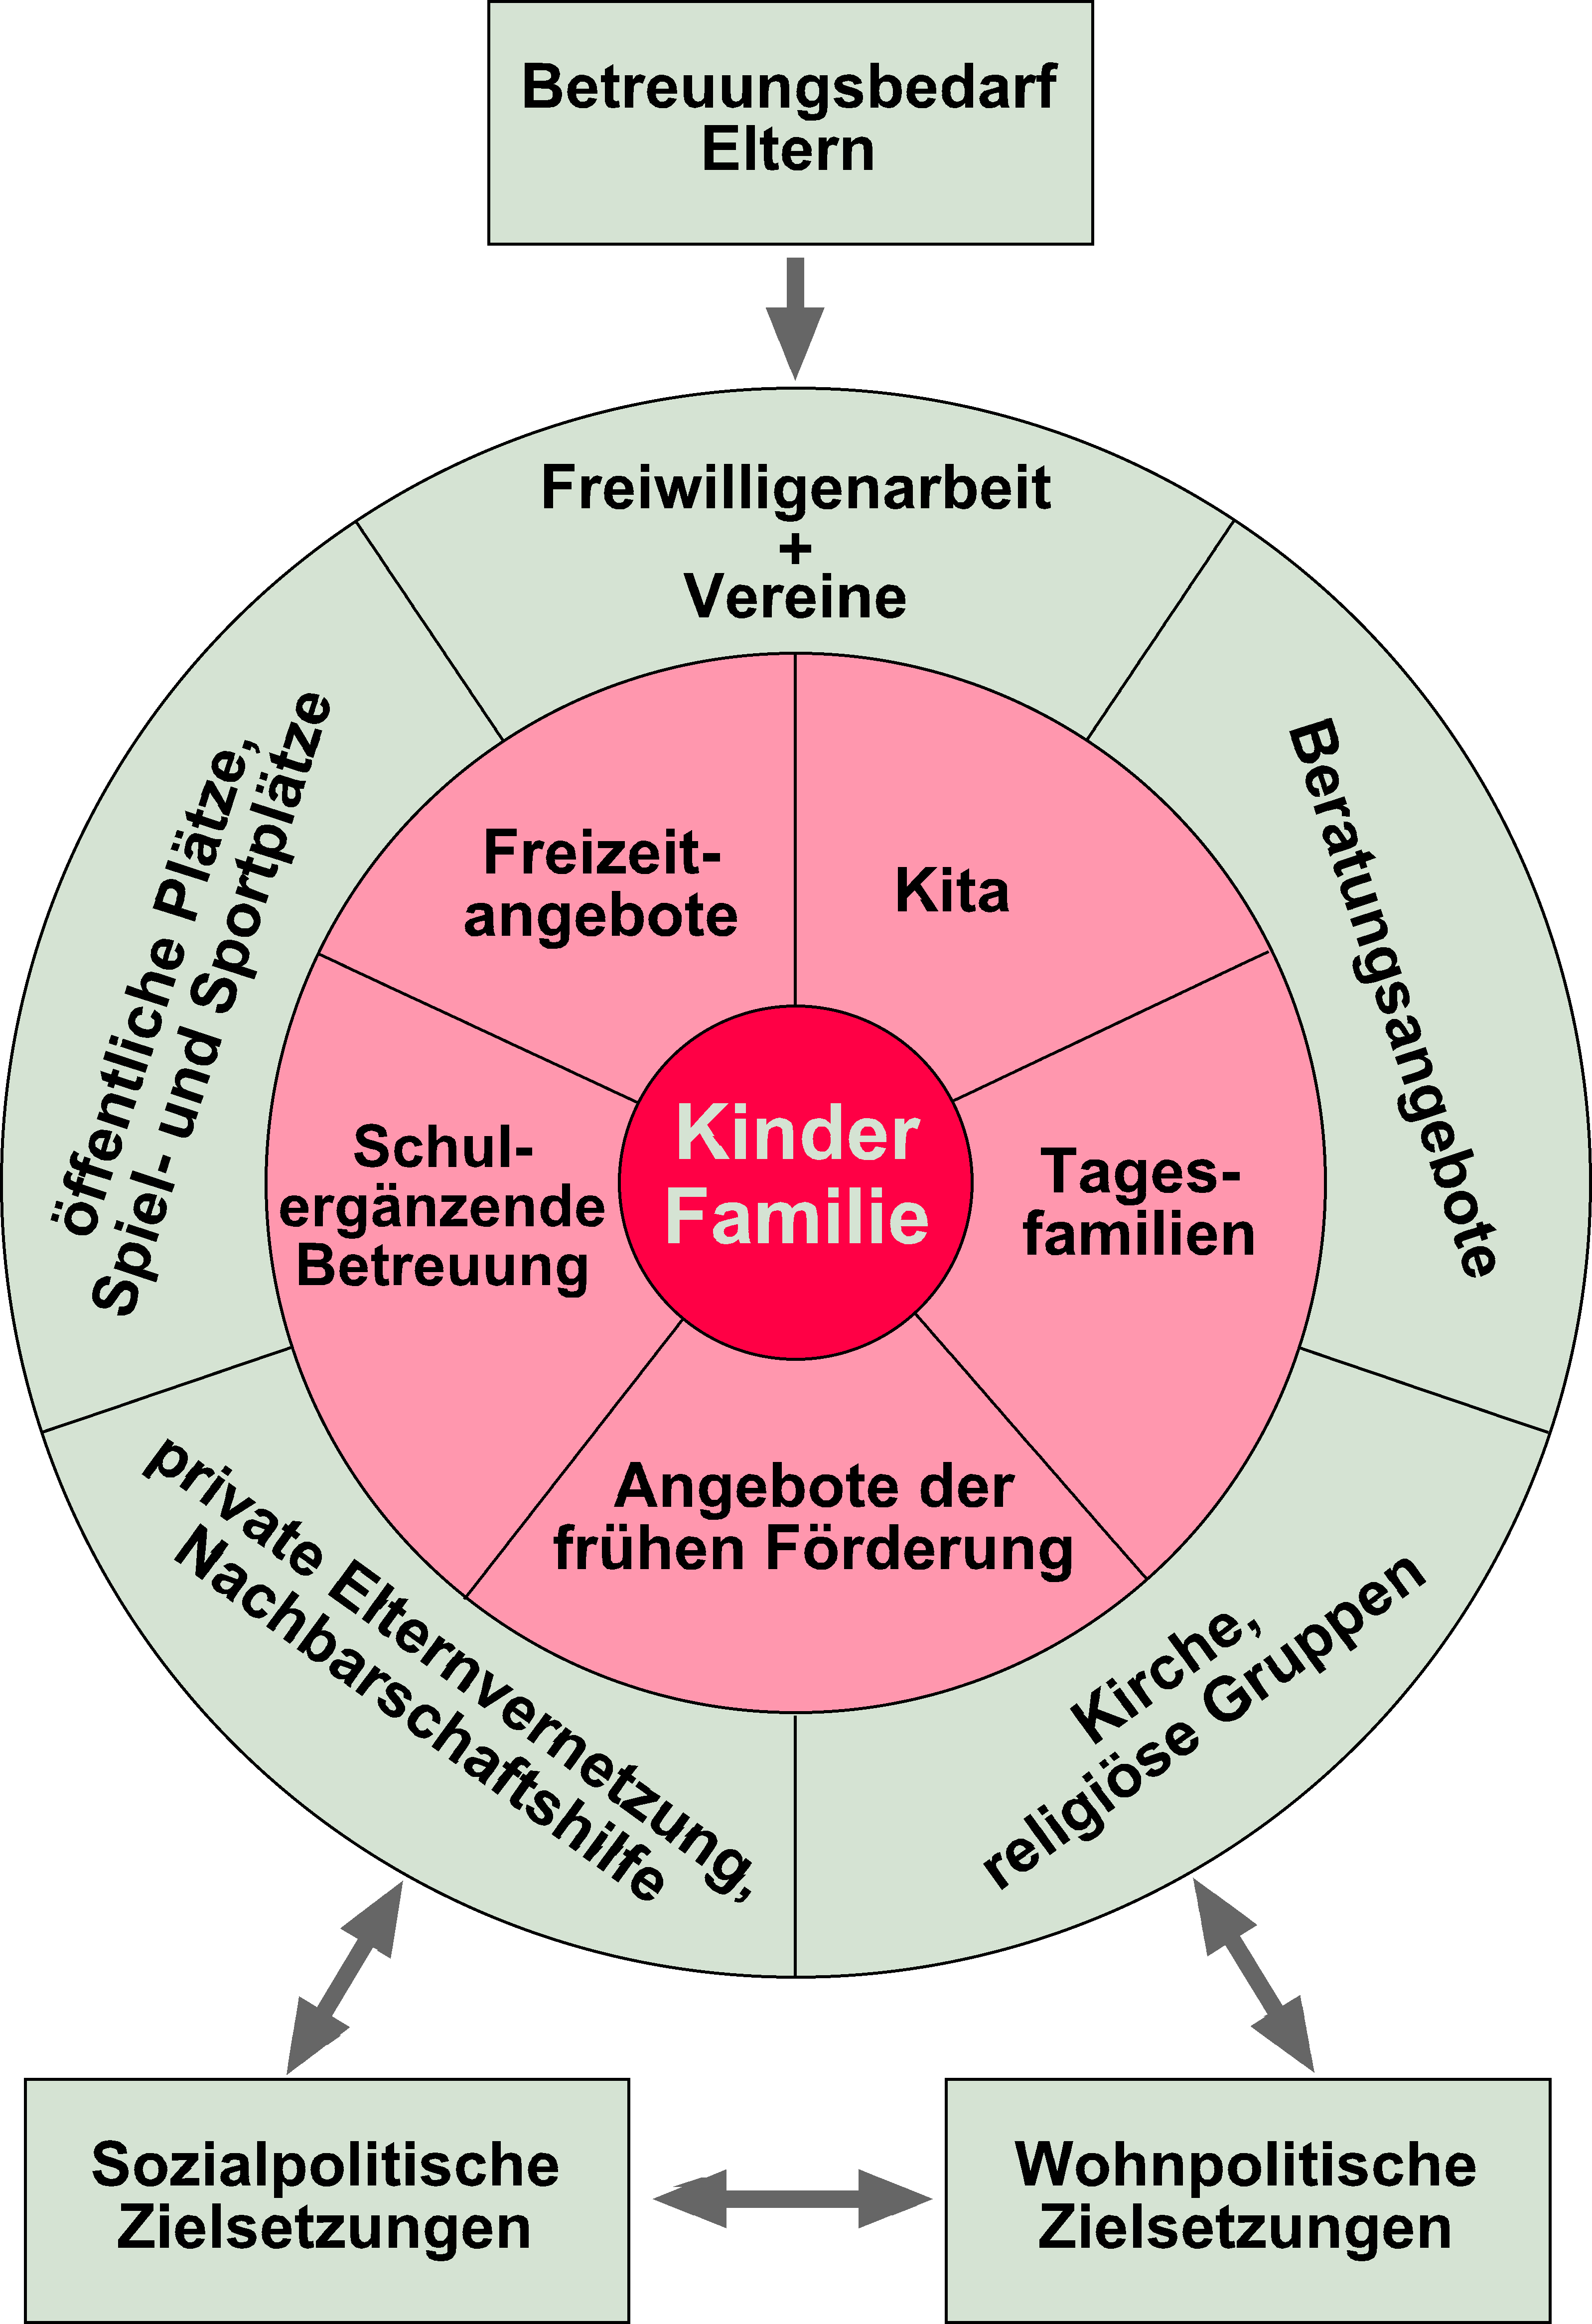 Betreuungsbedarf
Eltern
Freiwilligenarbeit
+
Vereine
öffentliche Plätze,
Spiel- und Sportplätze
Beratungsangebote
Freizeit-
angebote
Kita
Schul-
ergänzende
Betreuung
Kinder
Familie
Tages-
familien
Angebote der
frühen Förderung
private Elternvernetzung,
Nachbarschaftshilfe
Kirche,
religiöse Gruppen
Sozialpolitische
Zielsetzungen
Wohnpolitische
Zielsetzungen